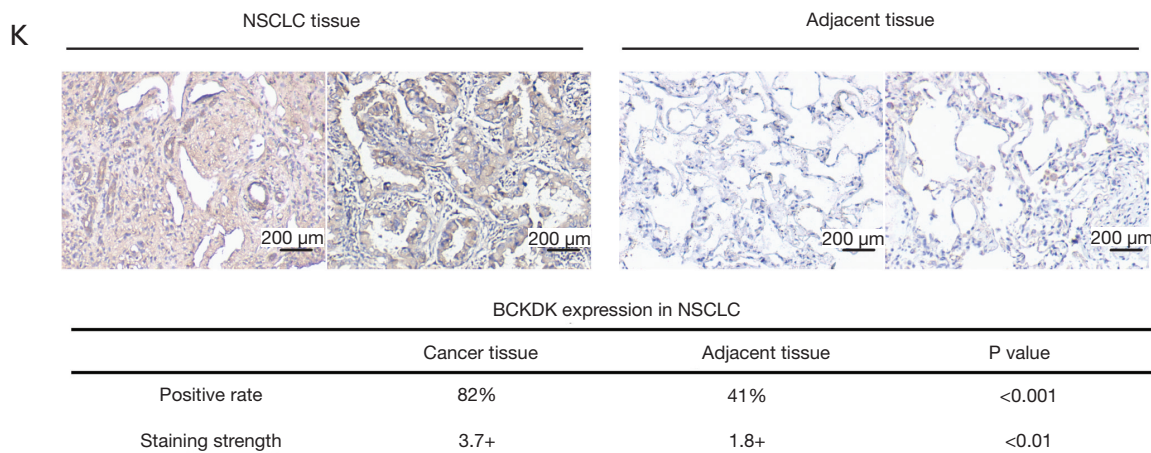 K
NSCLC tissue Adjacent tissue
200 µm 200 µm 200 µm 200 µm
BCKDK expression in NSCLC
Cancer tissue Adjacent tissue P value
Positive rate 82% 41% <0.001
Staining strength 3.7+ 1.8+ <0.01